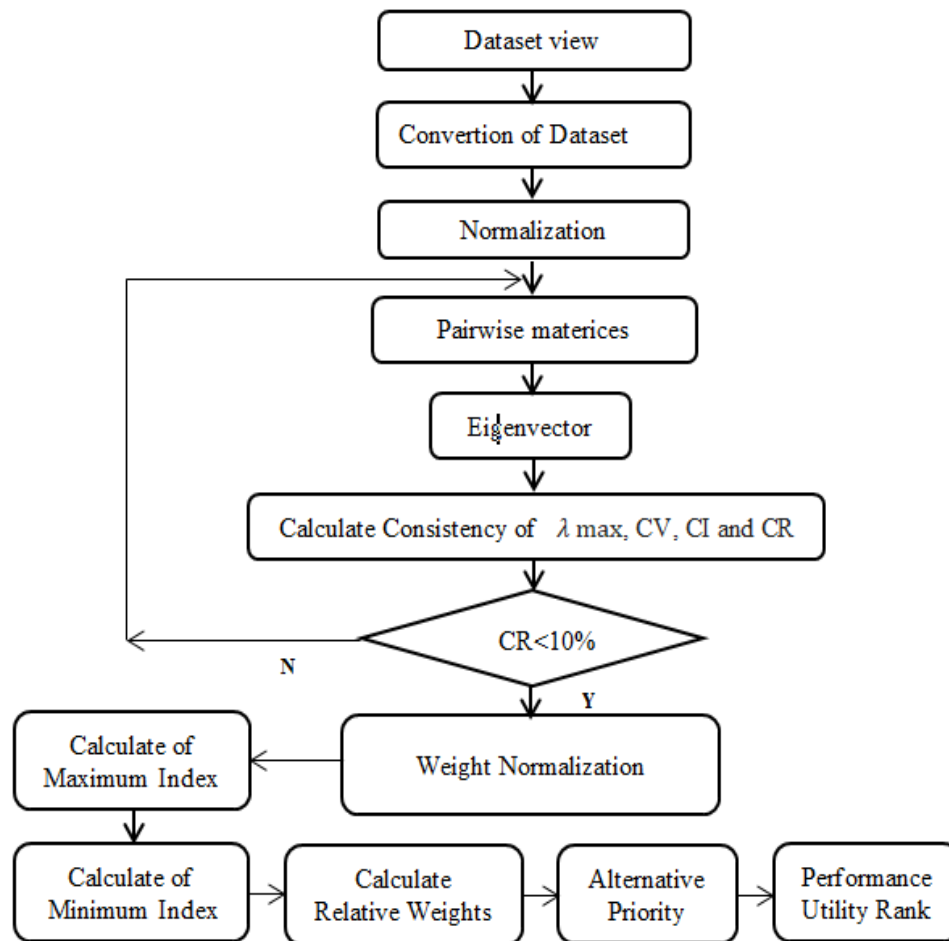 Dataset view
Convertion of Dataset
Normalization
Pairwise materices
Eigenvector
Calculate Consistency of λ max, CV, CI and CR
CR<10%
N
Y
Weight Normalization
Calculate of
Maximum Index
Calculate of
Minimum Index
Calculate
Relative Weights
Alternative
Priority
Performance
Utility Rank